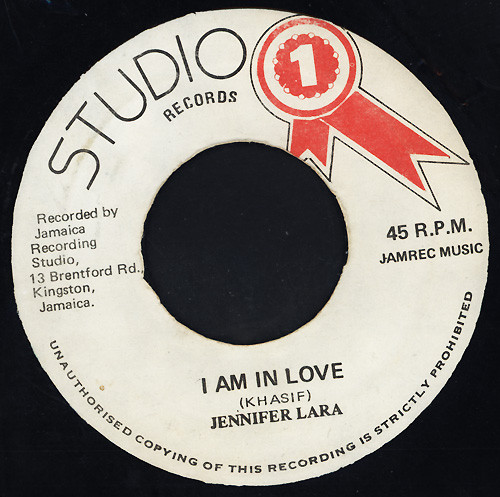 STUDIO
1
RECORDS
Recorded by
Jamaica
Recording
Studio,
13 Brentford Rd.,
Kingston,
Jamaica.
45 R.P.M.
JAMREC MUSIC
I AM IN LOVE
(KHASIF)
JENNIFER LARA
UNAUTHORISED COPYING OF THIS RECORDING IS STRICTLY PROHIBITED